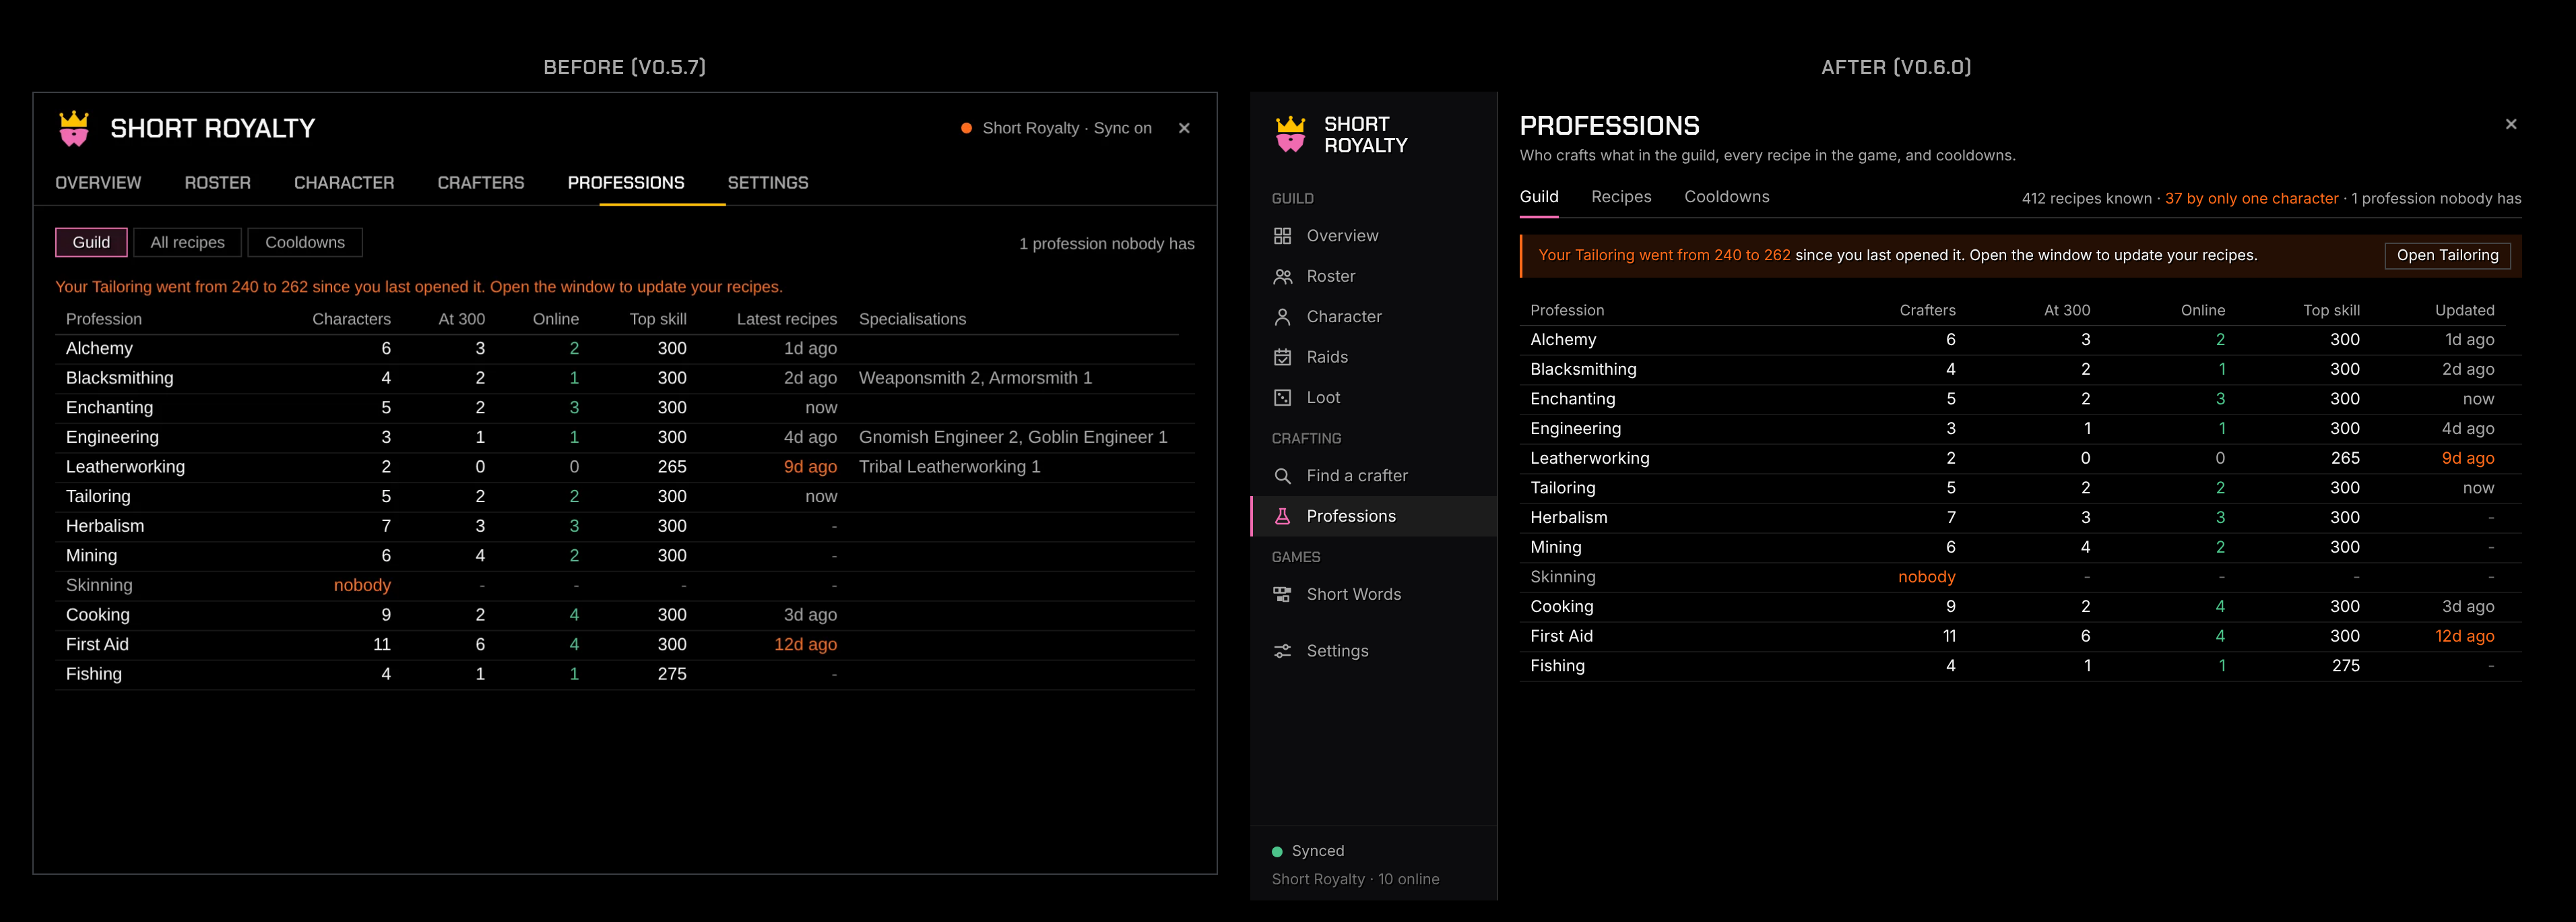 BEFORE (V0.5.7)
SHORT ROYALTY
Short Royalty · Sync on ×
OVERVIEW ROSTER CHARACTER CRAFTERS PROFESSIONS SETTINGS
Guild All recipes Cooldowns 1 profession nobody has
Your Tailoring went from 240 to 262 since you last opened it. Open the window to update your recipes.
Profession Characters At 300 Online Top skill Latest recipes Specialisations
Alchemy 6 3 2 300 1d ago
Blacksmithing 4 2 1 300 2d ago Weaponsmith 2, Armorsmith 1
Enchanting 5 2 3 300 now
Engineering 3 1 1 300 4d ago Gnomish Engineer 2, Goblin Engineer 1
Leatherworking 2 0 0 265 9d ago Tribal Leatherworking 1
Tailoring 5 2 2 300 now
Herbalism 7 3 3 300 -
Mining 6 4 2 300 -
Skinning nobody - - - -
Cooking 9 2 4 300 3d ago
First Aid 11 6 4 300 12d ago
Fishing 4 1 1 275 -
AFTER (V0.6.0)
SHORT
ROYALTY
GUILD
Overview
Roster
Character
Raids
Loot
CRAFTING
Find a crafter
Professions
GAMES
Short Words
Settings
Synced
Short Royalty · 10 online
PROFESSIONS ×
Who crafts what in the guild, every recipe in the game, and cooldowns.
Guild Recipes Cooldowns 412 recipes known · 37 by only one character · 1 profession nobody has
Your Tailoring went from 240 to 262 since you last opened it. Open the window to update your recipes. Open Tailoring
Profession Crafters At 300 Online Top skill Updated
Alchemy 6 3 2 300 1d ago
Blacksmithing 4 2 1 300 2d ago
Enchanting 5 2 3 300 now
Engineering 3 1 1 300 4d ago
Leatherworking 2 0 0 265 9d ago
Tailoring 5 2 2 300 now
Herbalism 7 3 3 300 -
Mining 6 4 2 300 -
Skinning nobody - - - -
Cooking 9 2 4 300 3d ago
First Aid 11 6 4 300 12d ago
Fishing 4 1 1 275 -